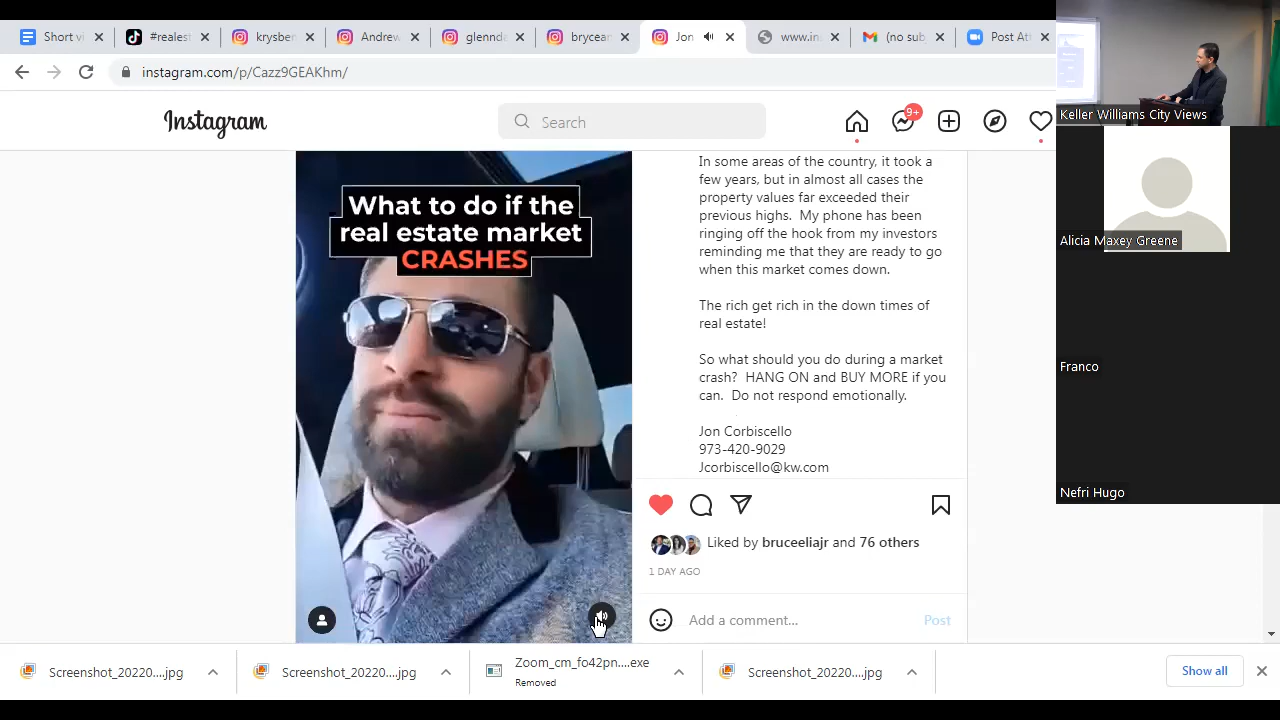 Short vi
#realest
krysben
Andrew
glennda
brycean
Jon
www.in
(no sub
Post Att
instagram.com/p/Cazz9GEAKhm/
Instagram
Search
9+
Keller Williams City Views
Alicia Maxey Greene
Franco
Nefri Hugo
What to do if the
real estate market
CRASHES
In some areas of the country, it took a
few years, but in almost all cases the
property values far exceeded their
previous highs. My phone has been
ringing off the hook from my investors
reminding me that they are ready to go
when this market comes down.
The rich get rich in the down times of
real estate!
So what should you do during a market
crash? HANG ON and BUY MORE if you
can. Do not respond emotionally.
.
Jon Corbiscello
973-420-9029
Jcorbiscello@kw.com
Liked by bruceeliajr and 76 others
1 DAY AGO
Add a comment...
Post
Screenshot_20220....jpg
Screenshot_20220....jpg
Zoom_cm_fo42pn....exe
Removed
Screenshot_20220....jpg
Show all